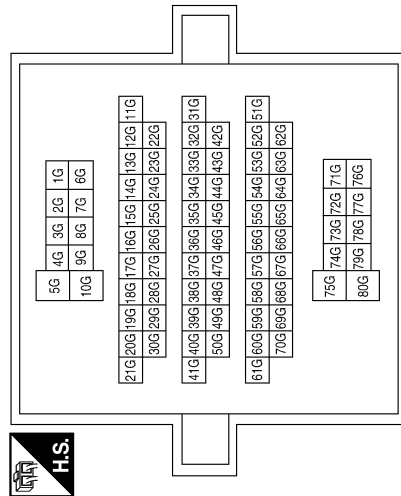 H.S.
5G 4G 3G 2G 1G
10G 9G 8G 7G 6G
21G 20G 19G 18G 17G 16G 15G 14G 13G 12G 11G
30G 29G 28G 27G 26G 25G 24G 23G 22G
41G 40G 39G 38G 37G 36G 35G 34G 33G 32G 31G
50G 49G 48G 47G 46G 45G 44G 43G 42G
61G 60G 59G 58G 57G 56G 55G 54G 53G 52G 51G
70G 69G 68G 67G 66G 65G 64G 63G 62G
75G 74G 73G 72G 71G
80G 79G 78G 77G 76G